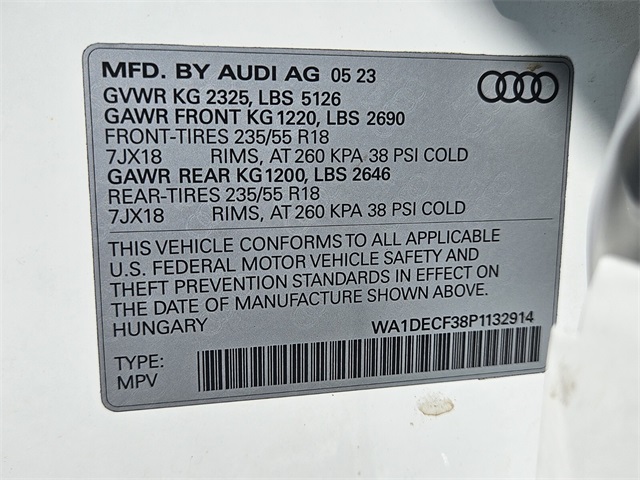 MFD. BY AUDI AG 05 23
GVWR KG 2325, LBS 5126
GAWR FRONT KG 1220, LBS 2690
FRONT-TIRES 235/55 R18
7JX18 RIMS, AT 260 KPA 38 PSI COLD
GAWR REAR KG 1200, LBS 2646
REAR-TIRES 235/55 R18
7JX18 RIMS, AT 260 KPA 38 PSI COLD
THIS VEHICLE CONFORMS TO ALL APPLICABLE
U.S. FEDERAL MOTOR VEHICLE SAFETY AND
THEFT PREVENTION STANDARDS IN EFFECT ON
THE DATE OF MANUFACTURE SHOWN ABOVE.
HUNGARY WA1DECF38P1132914
TYPE:
MPV